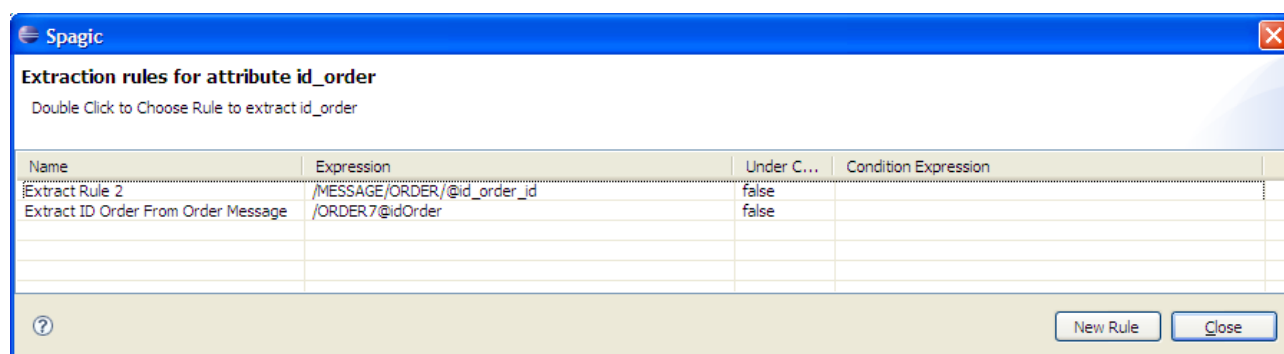 Spagic
Extraction rules for attribute id_order
Double Click to Choose Rule to extract id_order
Name Expression Under C... Condition Expression
Extract Rule 2 /MESSAGE/ORDER/@id_order_id false
Extract ID Order From Order Message /ORDER7@idOrder false
? New Rule Close